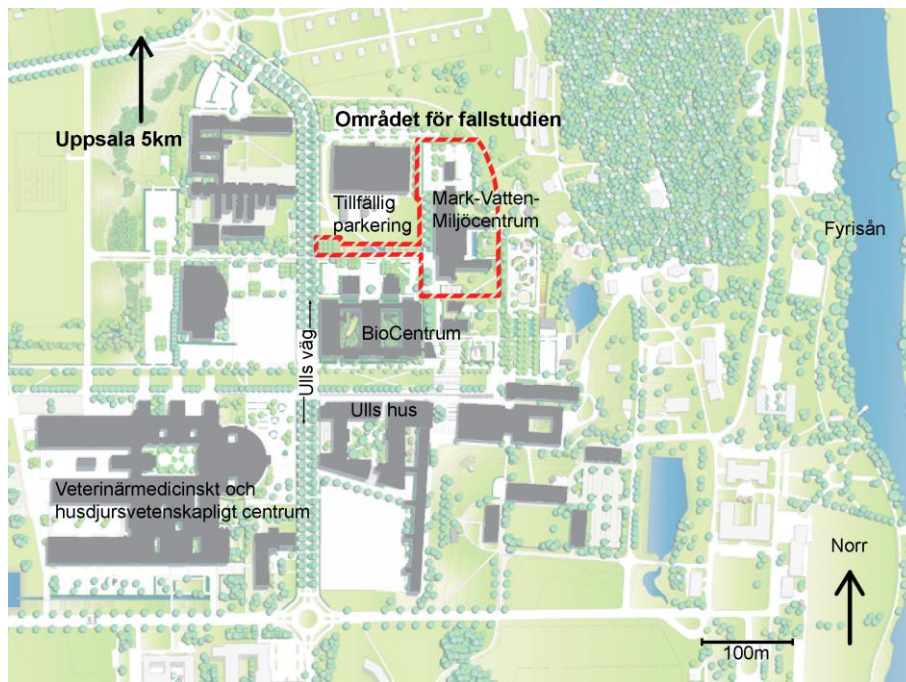 Uppsala 5km
Området för fallstudien
Tillfällig
parkering
Mark-Vatten-
Miljöcentrum
Fyrisån
BioCentrum
Ulls väg
Ulls hus
Veterinärmedicinskt och
husdjursvetenskapligt centrum
Norr
P
33
100m